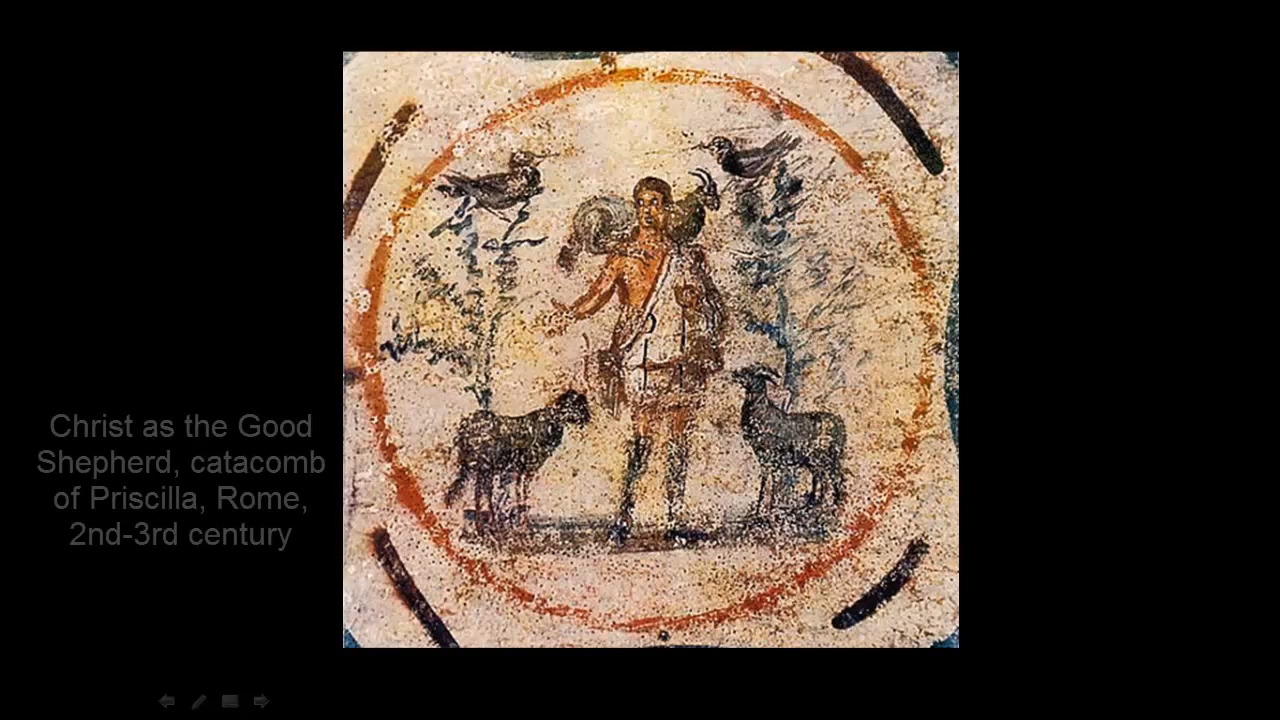 Christ as the Good
Shepherd, catacomb
of Priscilla, Rome,
2nd-3rd century